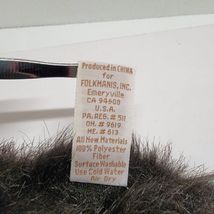 Produced in CHINA
for
FOLKMANIS, INC.
Emeryville
CA 94608
U.S.A.
PA. REG. # 511
OH. # 9619
ME. # 613
All New Materials
100% Polyester
Fiber
Surface Washable
Use Cold Water
Air Dry